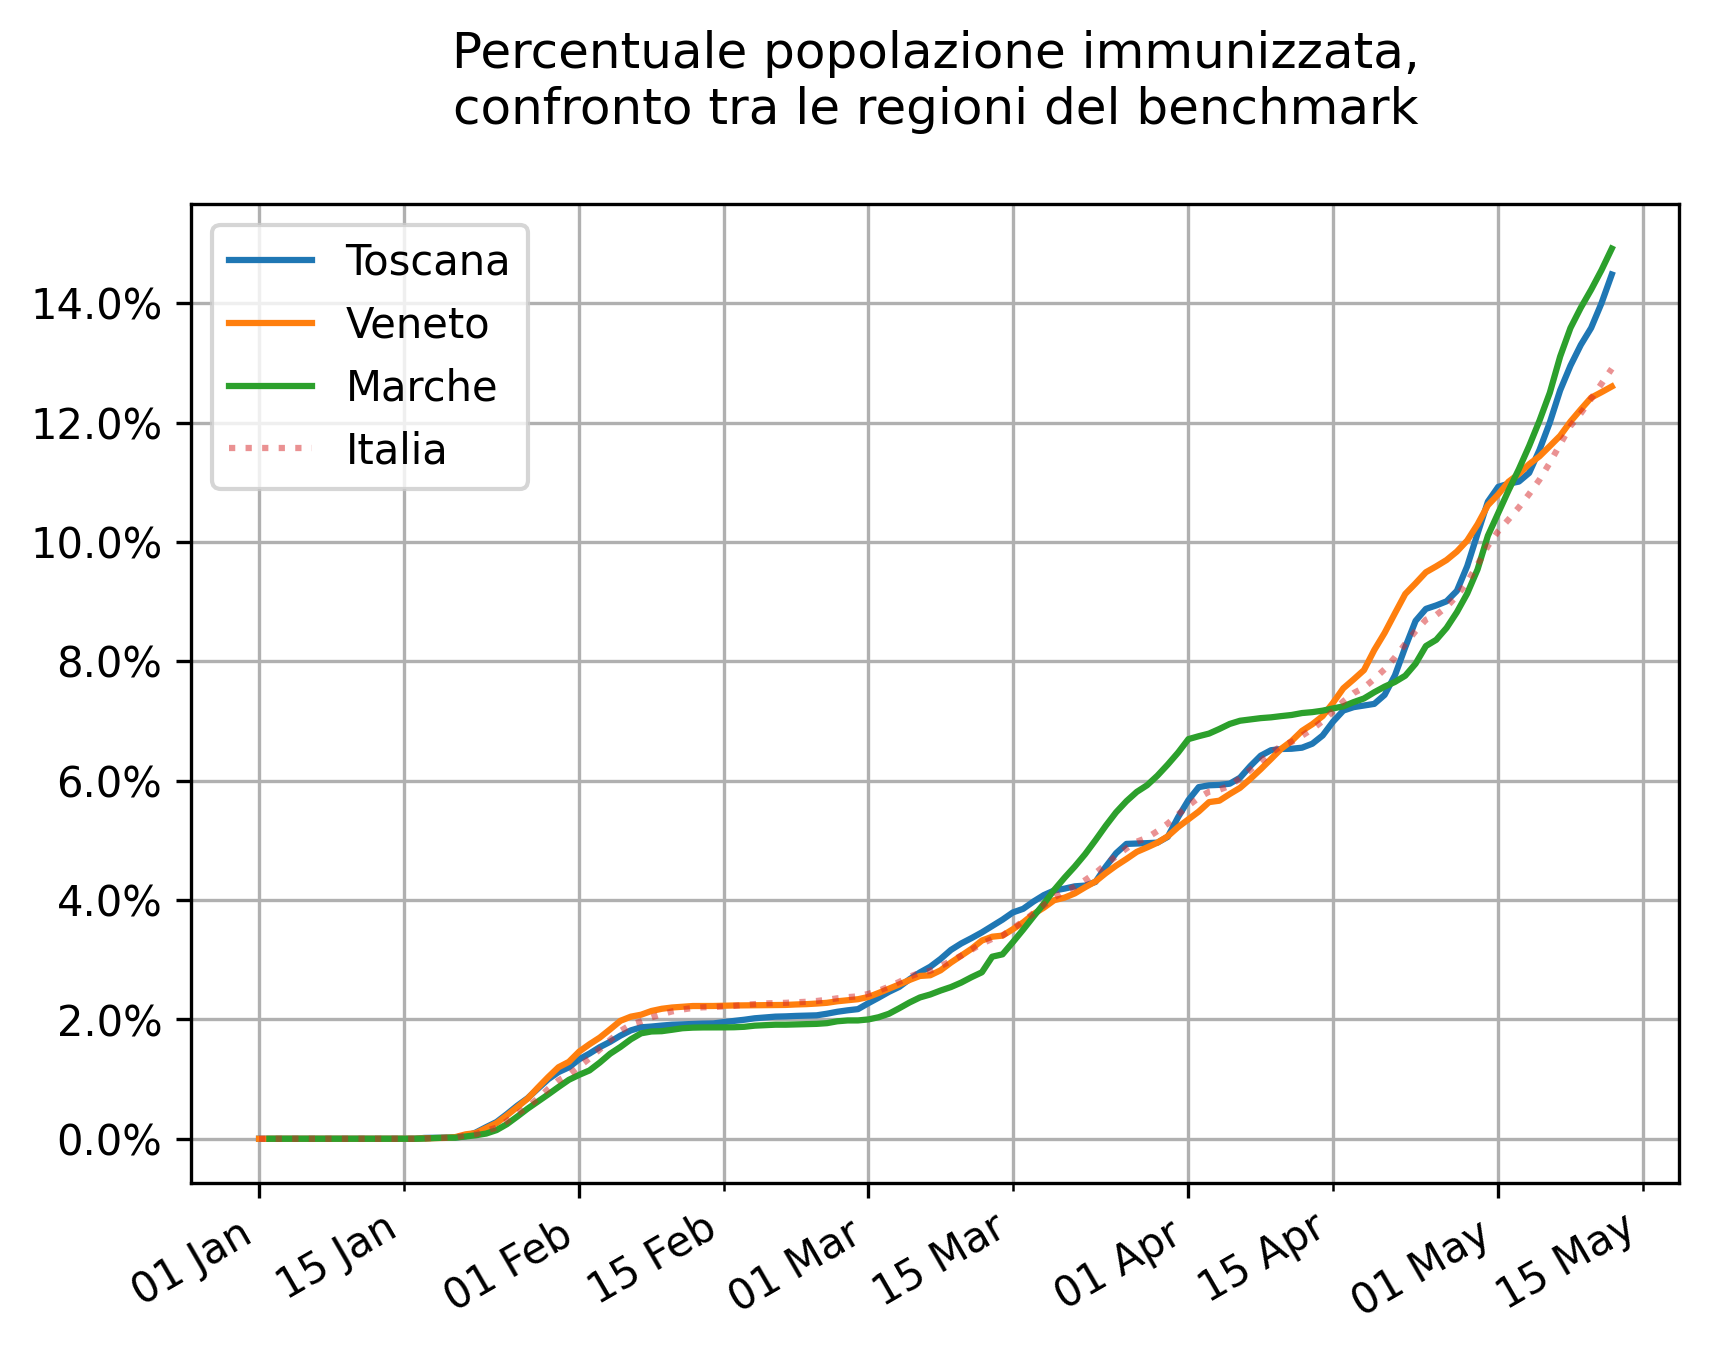 Percentuale popolazione immunizzata,
confronto tra le regioni del benchmark
Toscana
Veneto
Marche
Italia
14.0%
12.0%
10.0%
8.0%
6.0%
4.0%
2.0%
0.0%
01 Jan
15 Jan
01 Feb
15 Feb
01 Mar
15 Mar
01 Apr
15 Apr
01 May
15 May